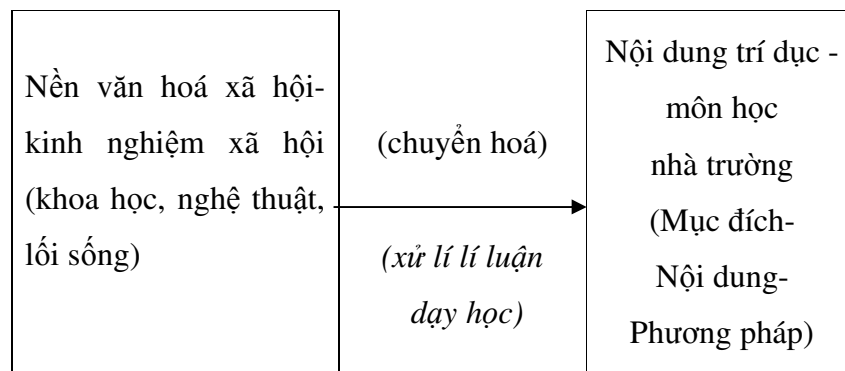 Nền văn hoá xã hội-
kinh nghiệm xã hội
(khoa học, nghệ thuật,
lối sống)
(chuyển hoá)
(xử lí lí luận
dạy học)
Nội dung trí dục -
môn học
nhà trường
(Mục đích-
Nội dung-
Phương pháp)